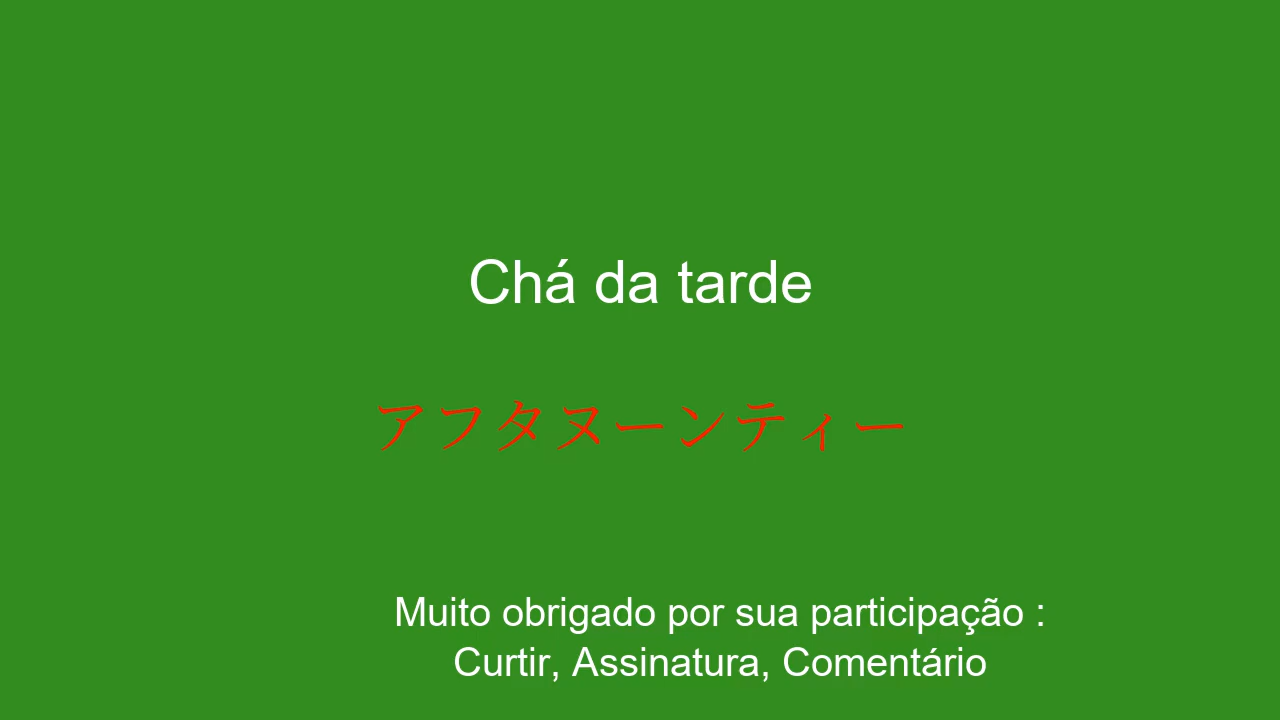 Chá da tarde
アフタヌーンティー
Muito obrigado por sua participação :
Curtir, Assinatura, Comentário